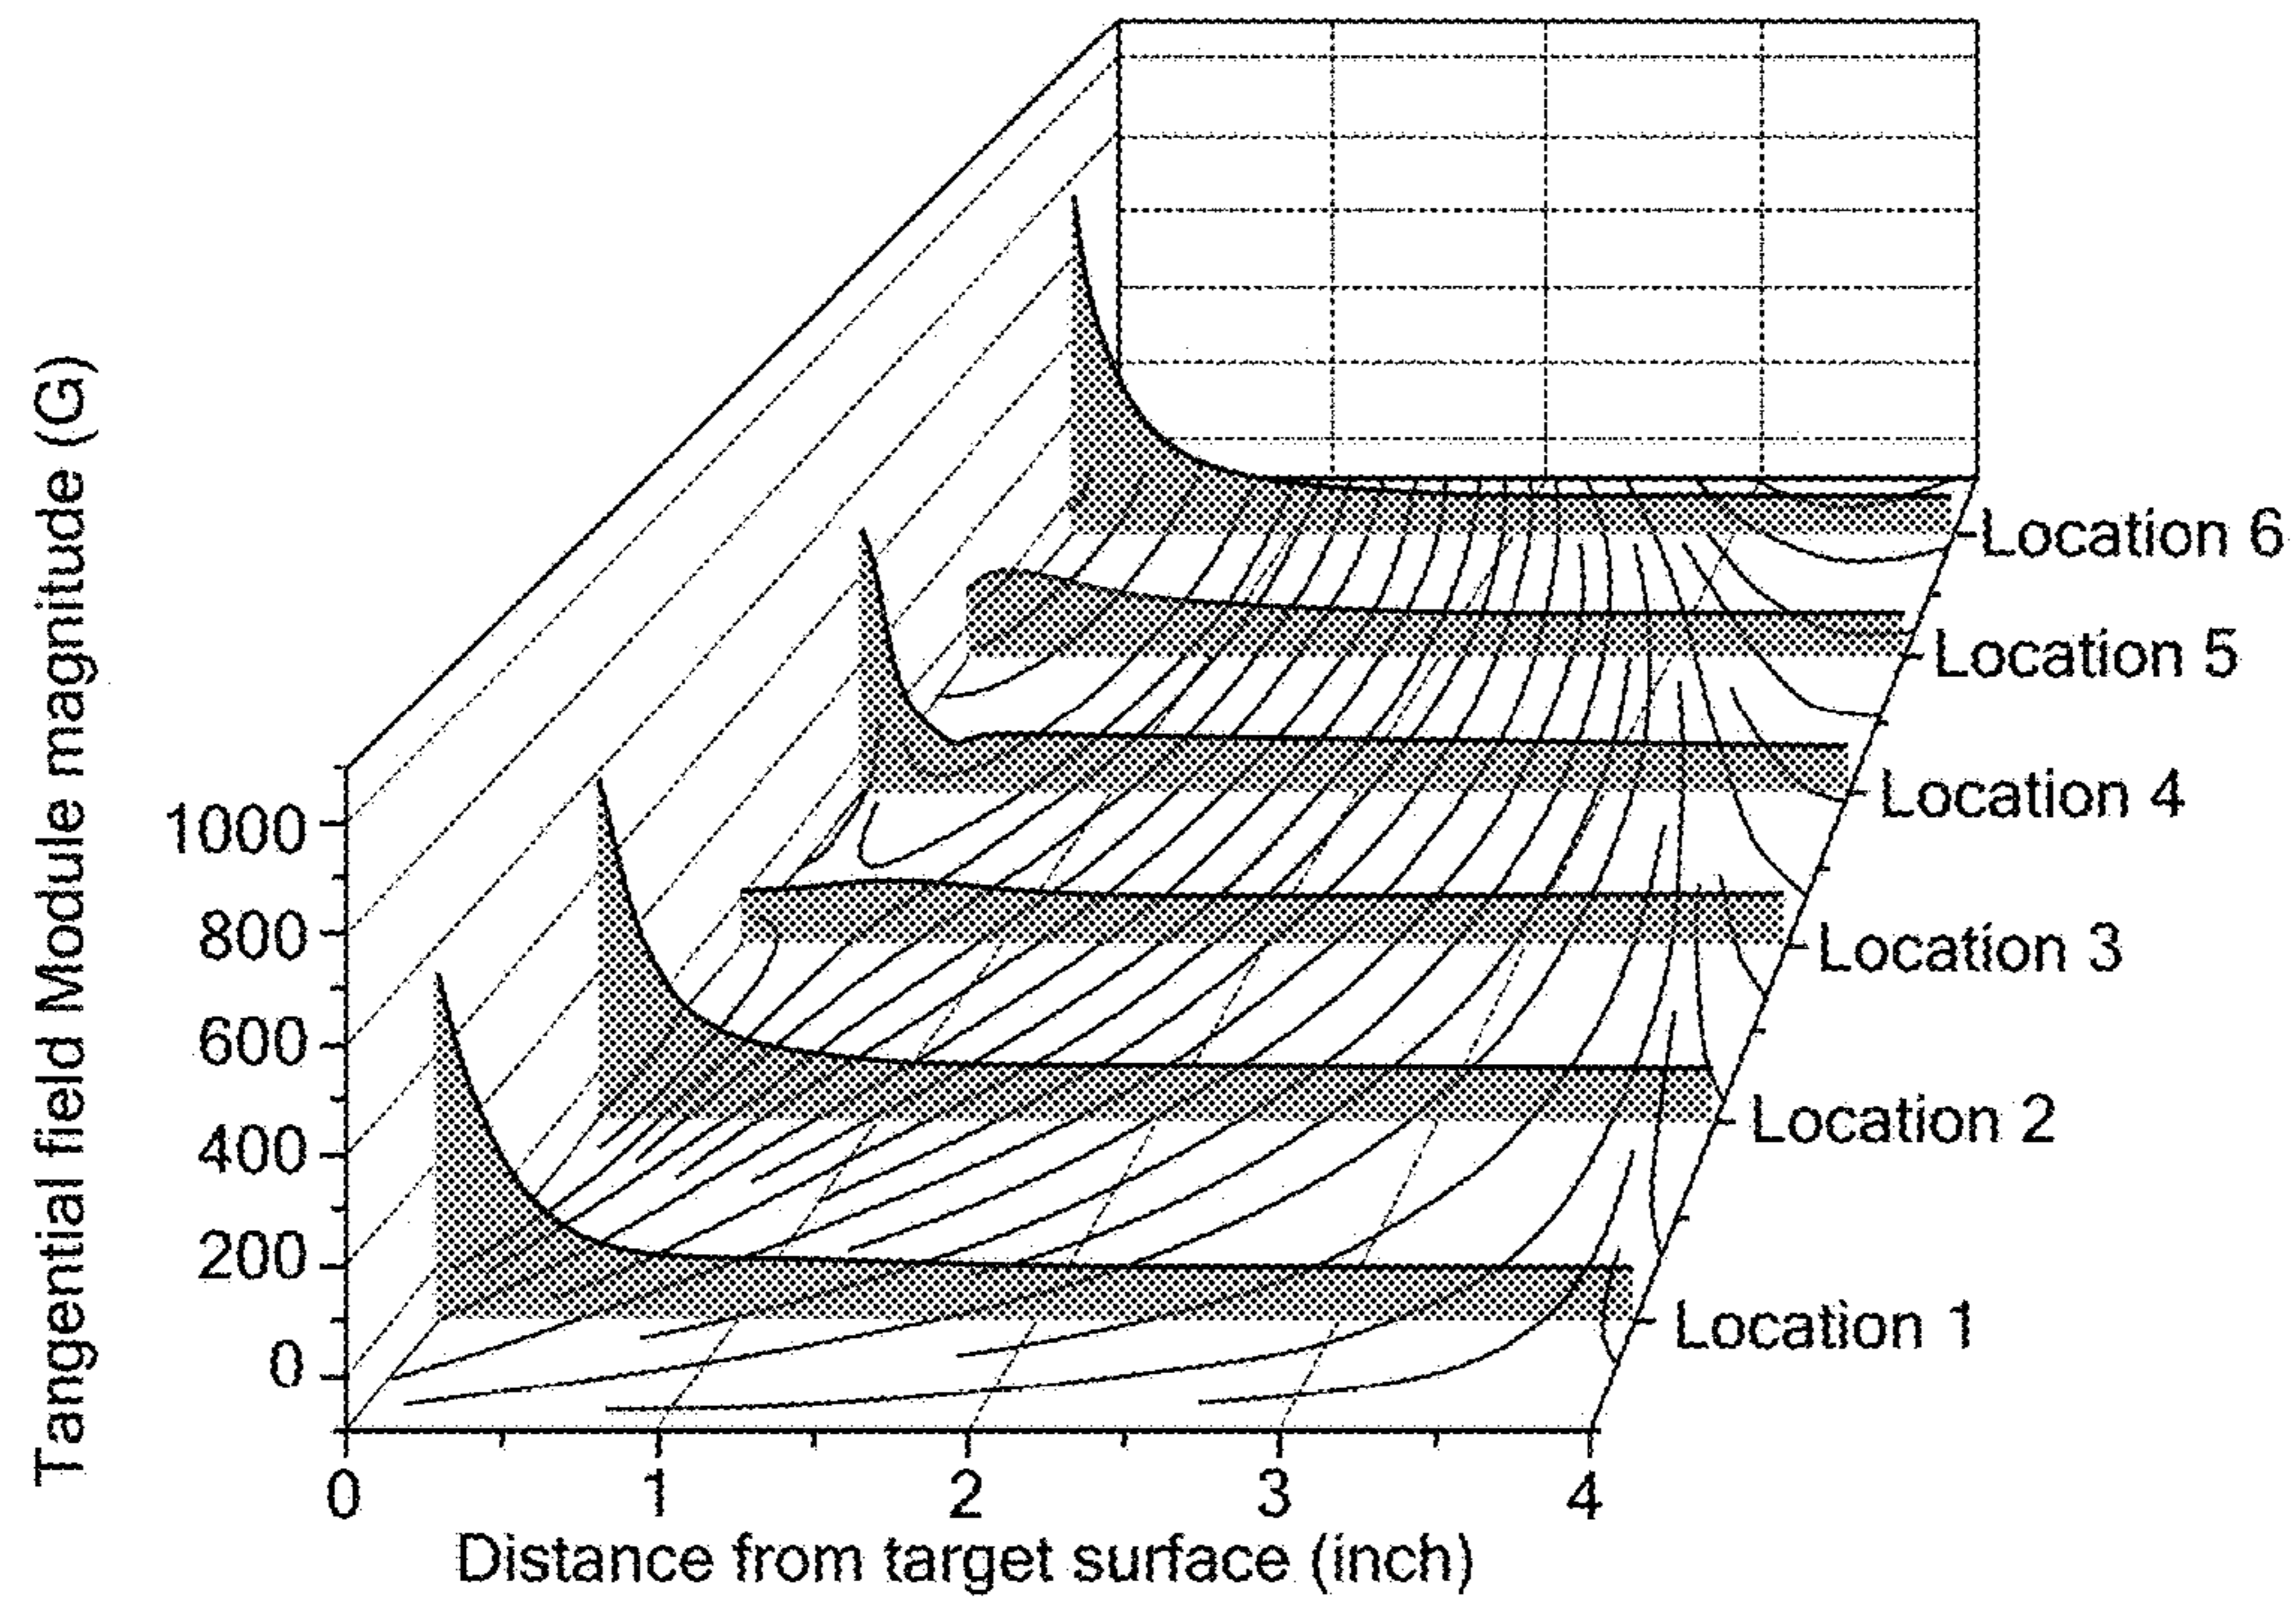 Tangential field Module magnitude (G)
1000
800
600
400
200
0
0 1 2 3 4
Distance from target surface (inch)
Location 6
Location 5
Location 4
Location 3
Location 2
Location 1